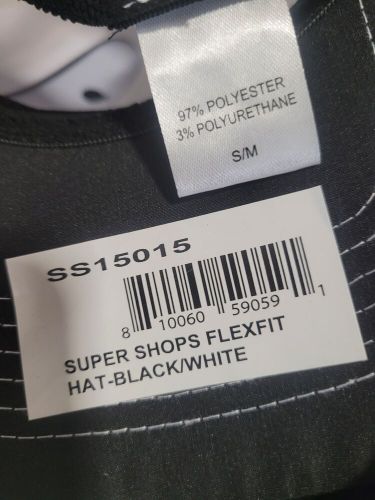 97% POLYESTER
3% POLYURETHANE
S/M
SS15015
8 10060 59059 1
SUPER SHOPS FLEXFIT
HAT-BLACK/WHITE